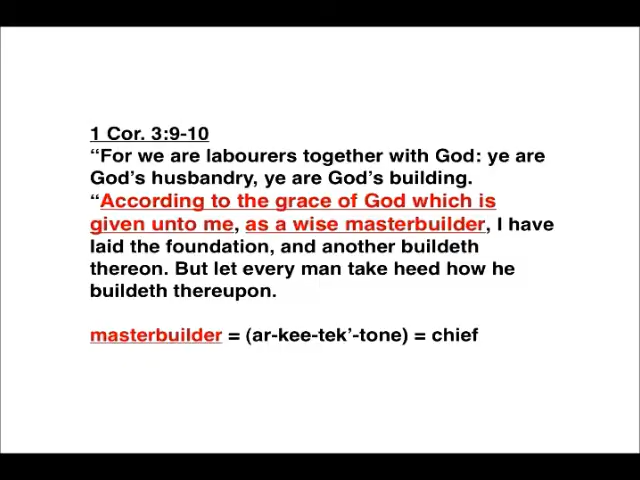 1 Cor. 3:9-10
“For we are labourers together with God: ye are
God’s husbandry, ye are God’s building.
“According to the grace of God which is
given unto me, as a wise masterbuilder, I have
laid the foundation, and another buildeth
thereon. But let every man take heed how he
buildeth thereupon.
masterbuilder = (ar-kee-tek’-tone) = chief